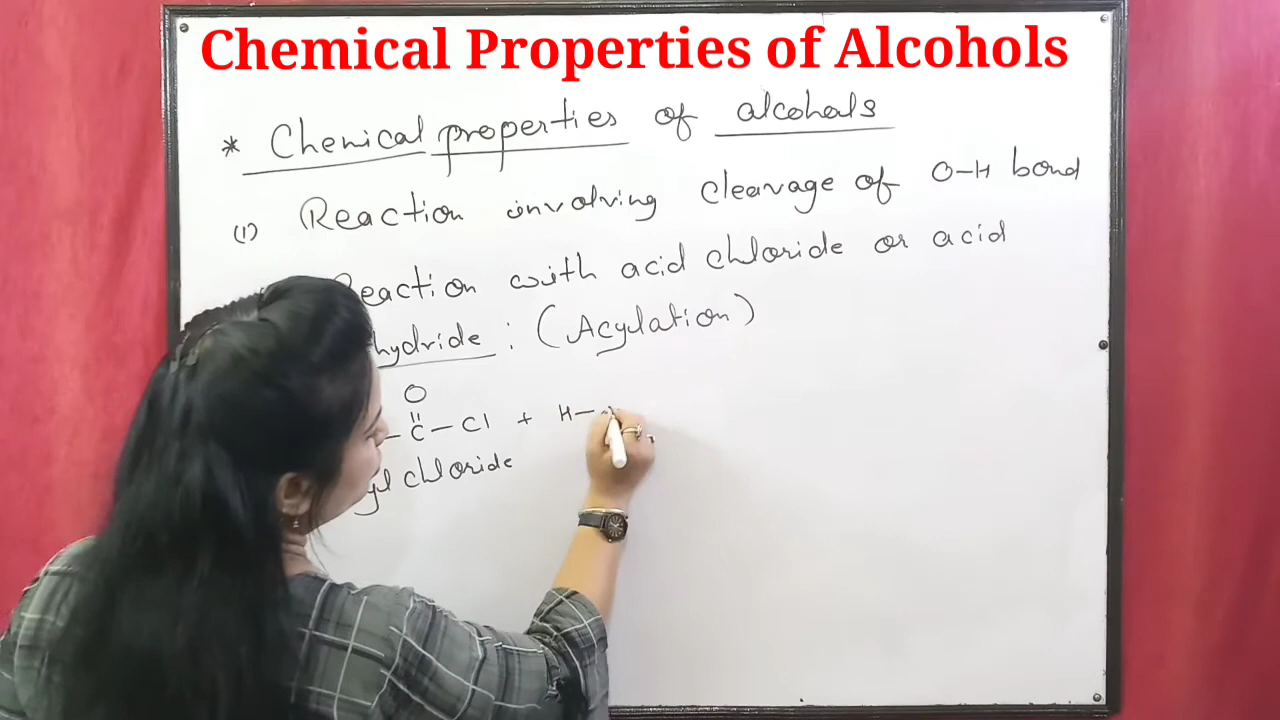 Chemical Properties of Alcohols
* Chemical properties of alcohols
(1) Reaction involving cleavage of O-H bond
Reaction with acid chloride or acid
hydride : (Acylation)
O
- C - Cl + H -
yl chloride